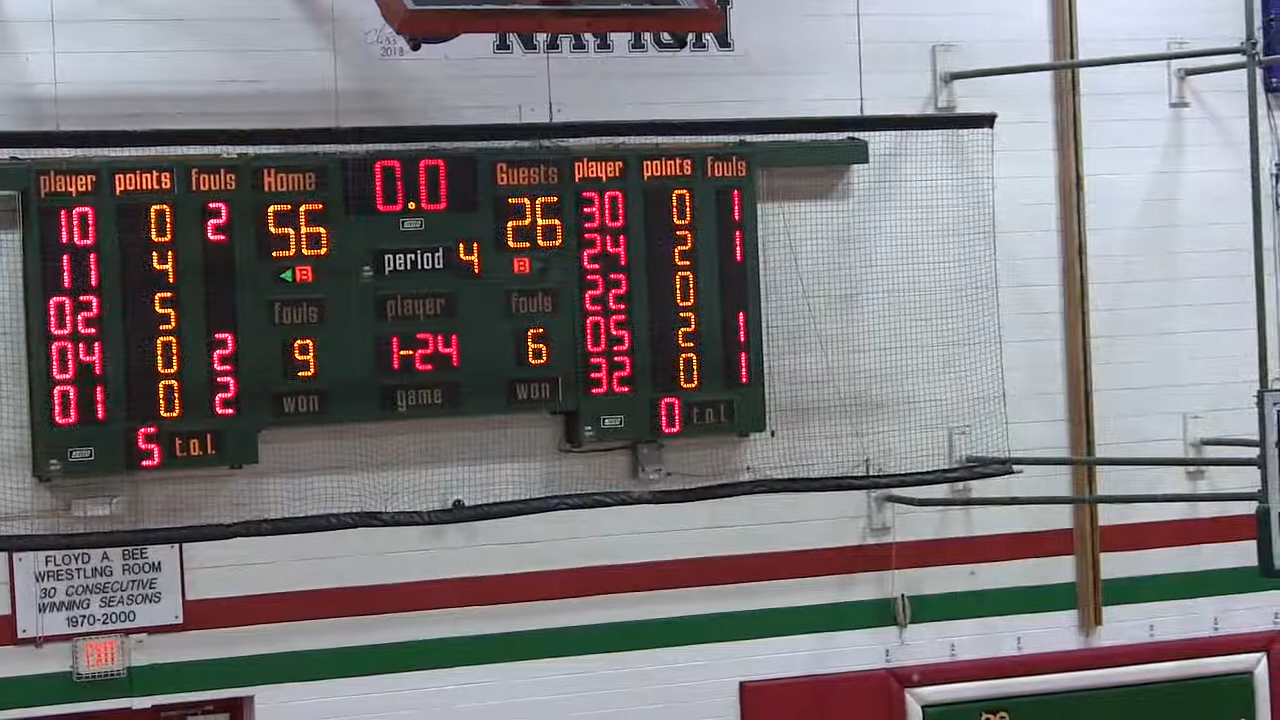 Class
2018
NATION
player points fouls Home 0.0 Guests player points fouls
10 0 2 56 26 30 0 1
11 4 B period 4 B 24 2 1
02 5 fouls player fouls 22 0
04 0 2 9 1-24 6 05 2 1
01 0 2 won game won 32 0 1
5 t.o.l. 0 t.o.l.
FLOYD A. BEE
WRESTLING ROOM
30 CONSECUTIVE
WINNING SEASONS
1970-2000
EXIT